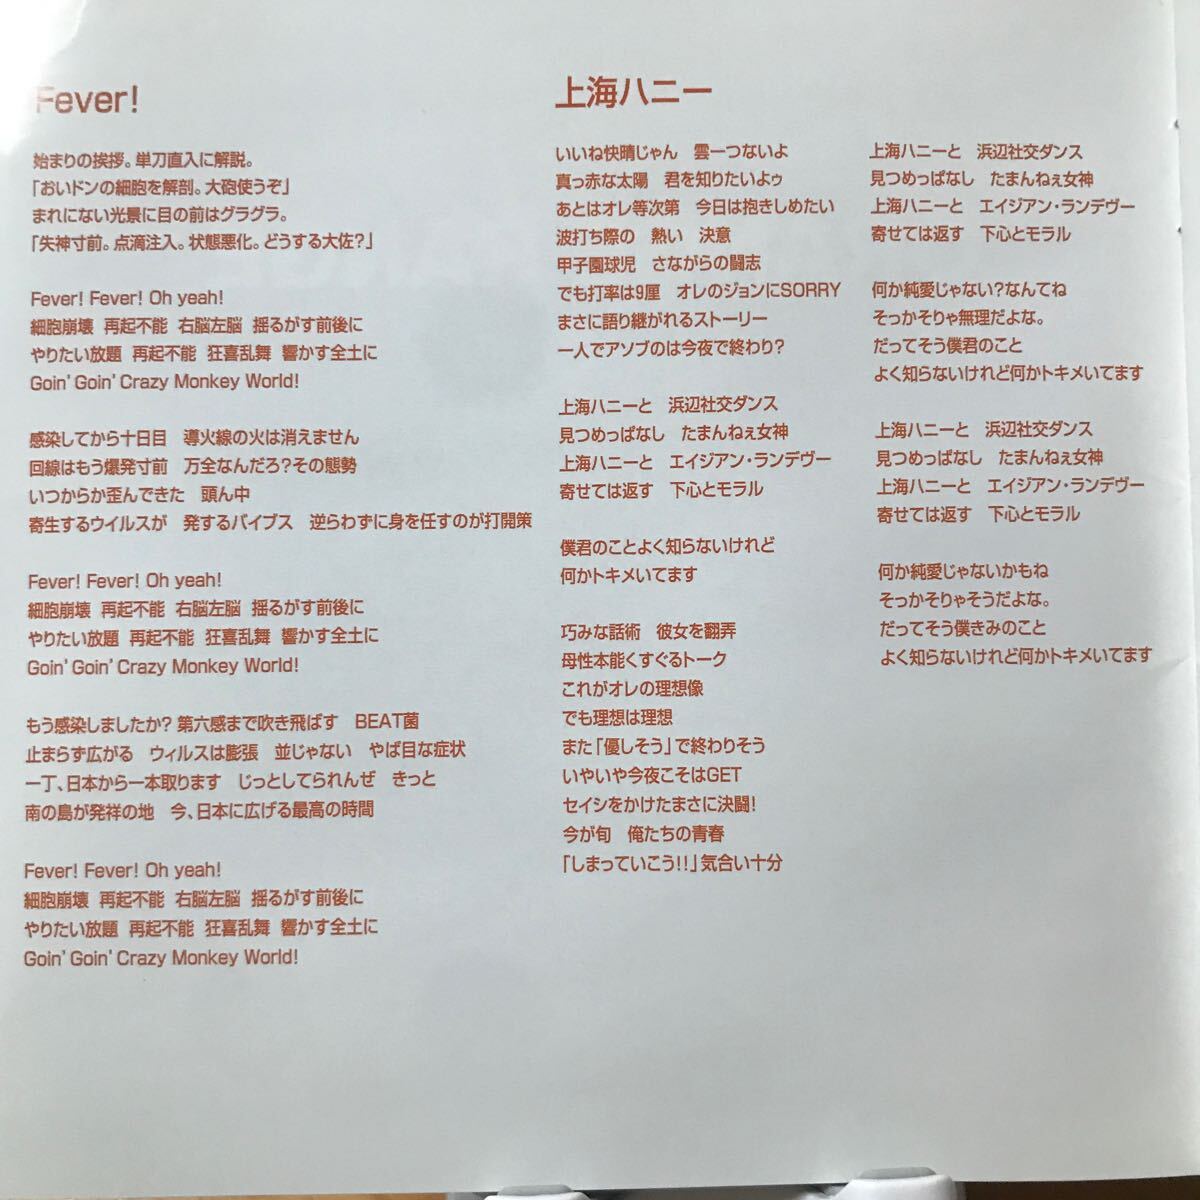 Fever!
始まりの挨拶。単刀直入に解説。
「おいドンの細胞を解剖。大砲使うぞ」
まれにない光景に目の前はグラグラ。
「失神寸前。点滴注入。状態悪化。どうする大佐?」
Fever! Fever! Oh yeah!
細胞崩壊 再起不能 右脳左脳 揺るがす前後に
やりたい放題 再起不能 狂喜乱舞 響かす全土に
Goin' Goin' Crazy Monkey World!
感染してから十日目 導火線の火は消えません
回線はもう爆発寸前 万全なんだろ?その態勢
いつからか歪んできた 頭ん中
寄生するウイルスが 発するバイブス 逆らわずに身を任すのが打開策
Fever! Fever! Oh yeah!
細胞崩壊 再起不能 右脳左脳 揺るがす前後に
やりたい放題 再起不能 狂喜乱舞 響かす全土に
Goin' Goin' Crazy Monkey World!
もう感染しましたか? 第六感まで吹き飛ばす BEAT菌
止まらず広がる ウィルスは膨張 並じゃない やば目な症状
一丁、日本から一本取ります じっとしてられんぜ きっと
南の島が発祥の地 今、日本に広げる最高の時間
Fever! Fever! Oh yeah!
細胞崩壊 再起不能 右脳左脳 揺るがす前後に
やりたい放題 再起不能 狂喜乱舞 響かす全土に
Goin' Goin' Crazy Monkey World!
上海ハニー
いいね快晴じゃん 雲一つないよ
真っ赤な太陽 君を知りたいよゥ
あとはオレ等次第 今日は抱きしめたい
波打ち際の 熱い 決意
甲子園球児 さながらの闘志
でも打率は9厘 オレのジョンにSORRY
まさに語り継がれるストーリー
一人でアソブのは今夜で終わり?
上海ハニーと 浜辺社交ダンス
見つめっぱなし たまんねぇ女神
上海ハニーと エイジアン・ランデヴー
寄せては返す 下心とモラル
僕君のことよく知らないけれど
何かトキメいてます
巧みな話術 彼女を翻弄
母性本能くすぐるトーク
これがオレの理想像
でも理想は理想
また「優しそう」で終わりそう
いやいや今夜こそはGET
セイシをかけたまさに決闘!
今が旬 俺たちの青春
「しまっていこう!!」気合い十分
上海ハニーと 浜辺社交ダンス
見つめっぱなし たまんねぇ女神
上海ハニーと エイジアン・ランデヴー
寄せては返す 下心とモラル
何か純愛じゃない?なんてね
そっかそりゃ無理だよな。
だってそう僕君のこと
よく知らないけれど何かトキメいてます
上海ハニーと 浜辺社交ダンス
見つめっぱなし たまんねぇ女神
上海ハニーと エイジアン・ランデヴー
寄せては返す 下心とモラル
何か純愛じゃないかもね
そっかそりゃそうだよな。
だってそう僕きみのこと
よく知らないけれど何かトキメいてます